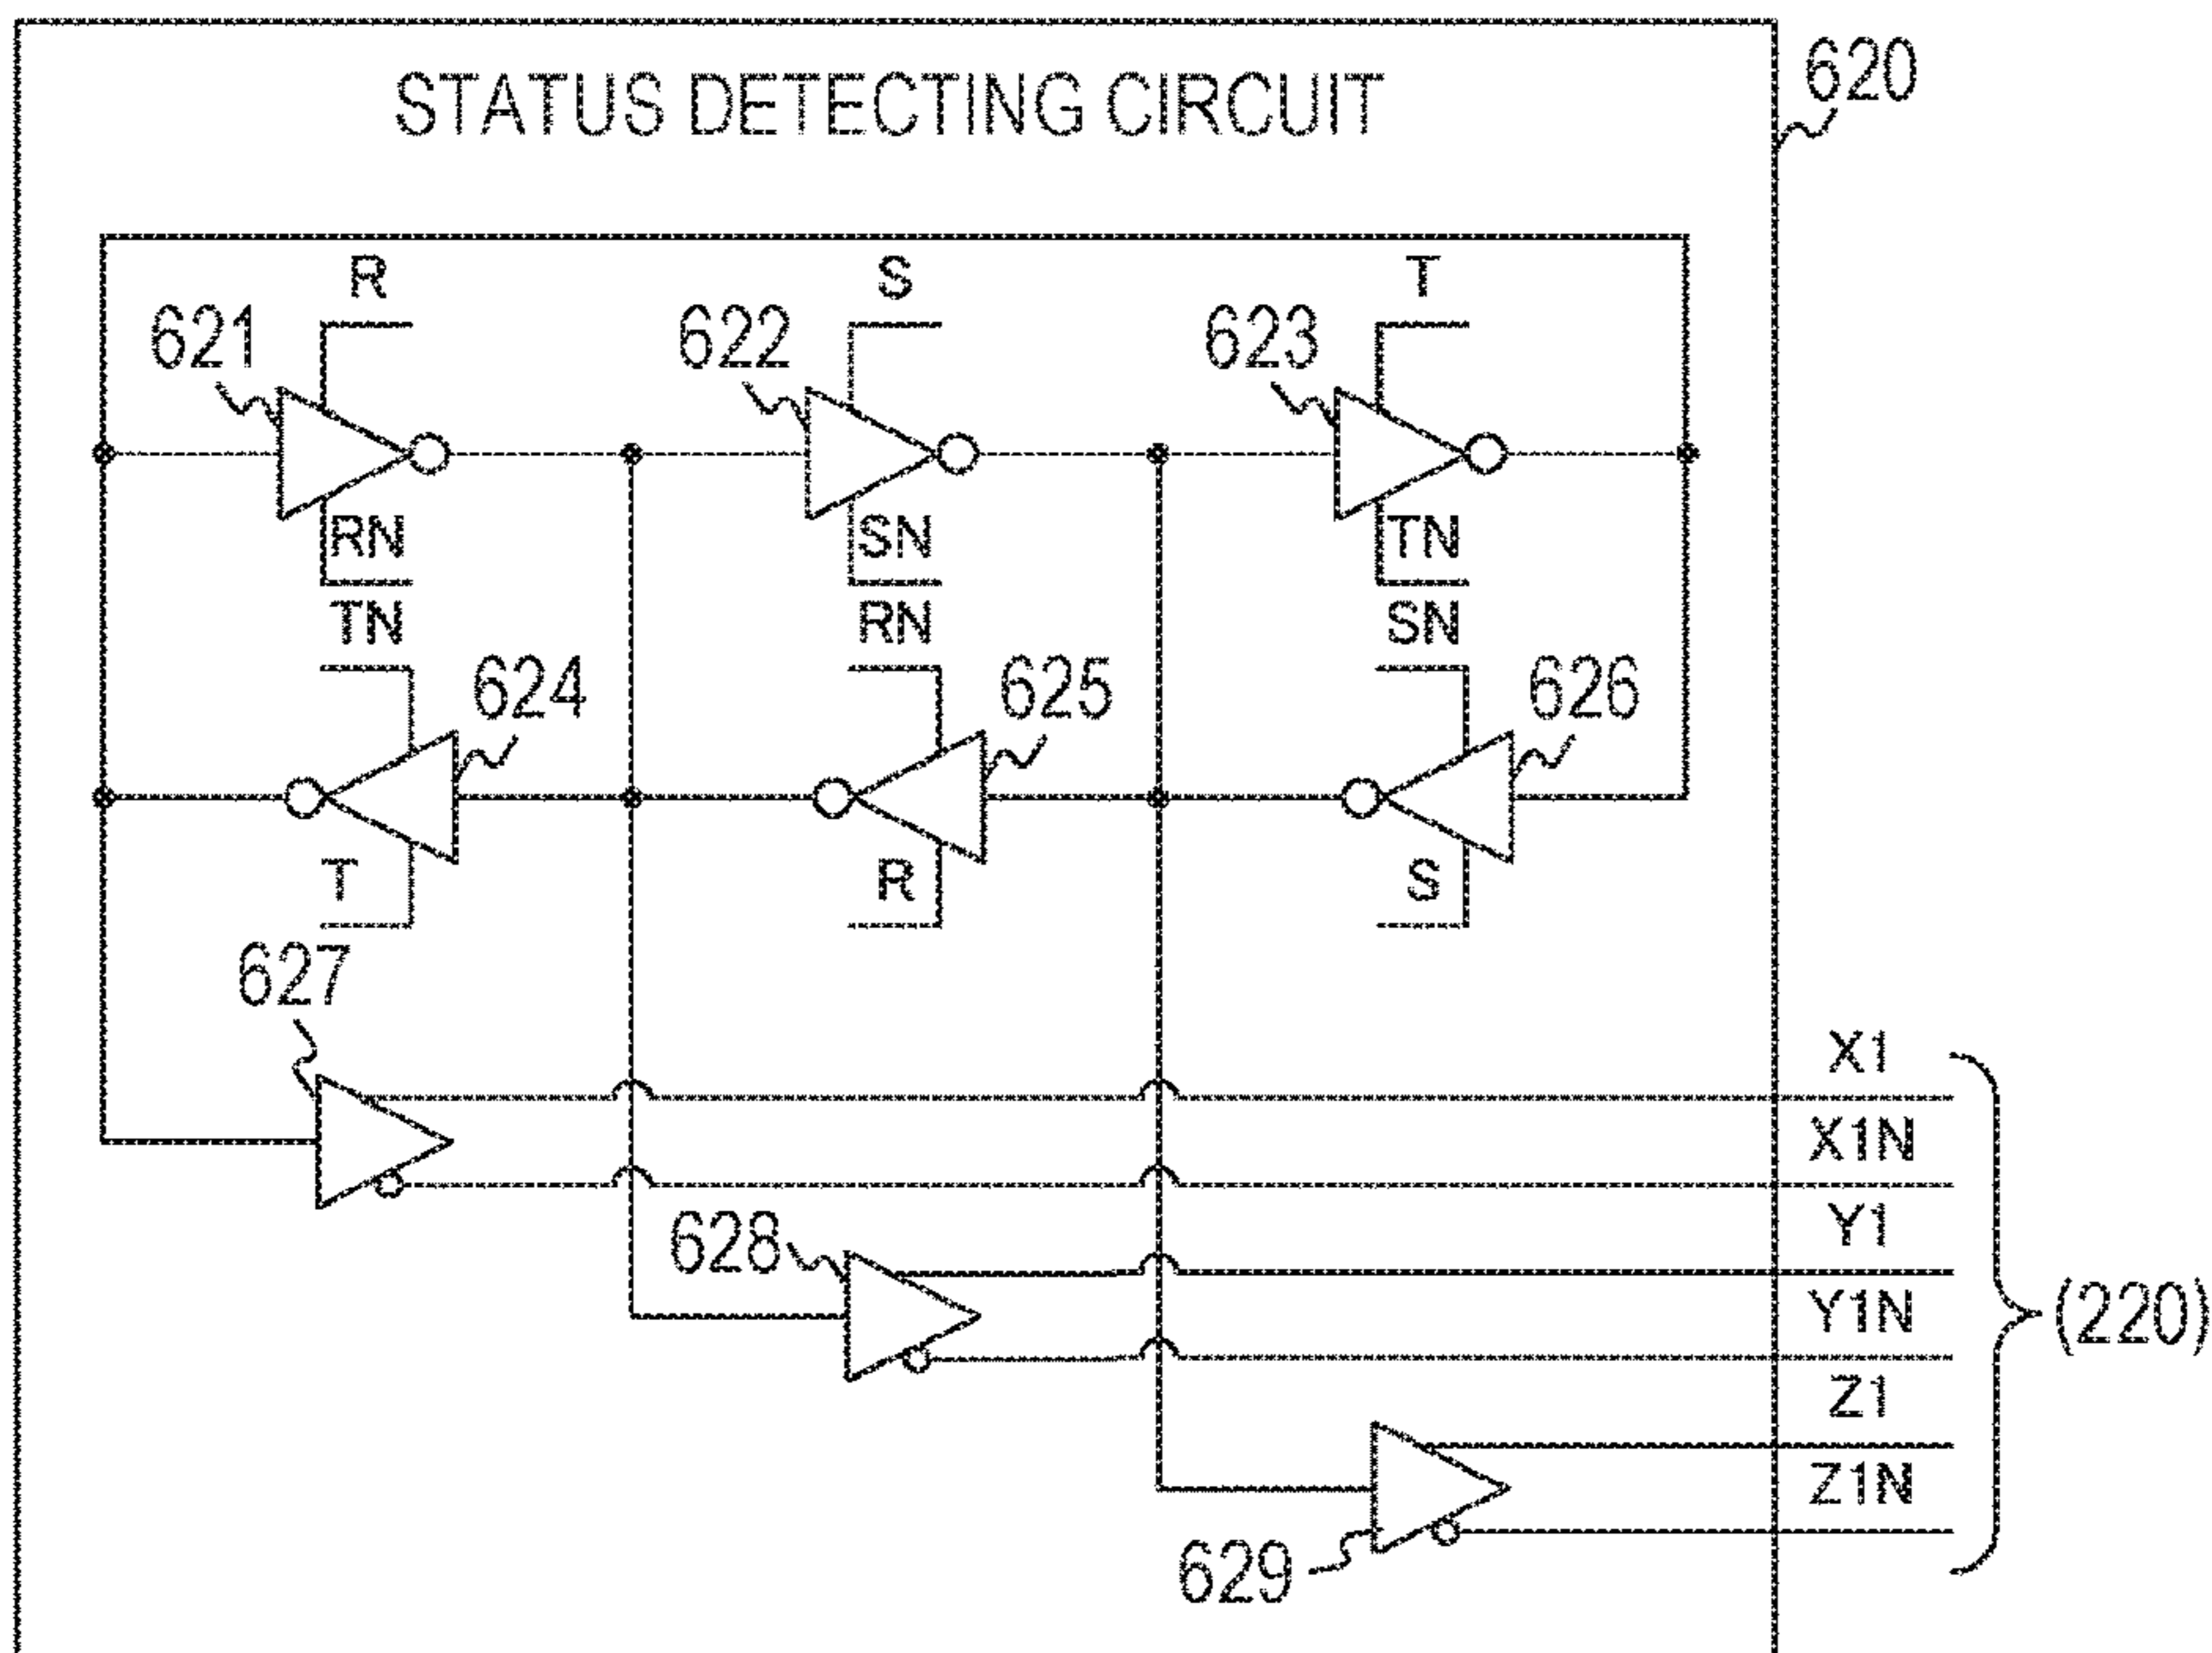 STATUS DETECTING CIRCUIT
620
R
S
T
621
622
623
RN
SN
TN
TN
RN
SN
624
625
626
T
R
S
627
X1
X1N
628
Y1
Y1N
(220)
Z1
Z1N
629